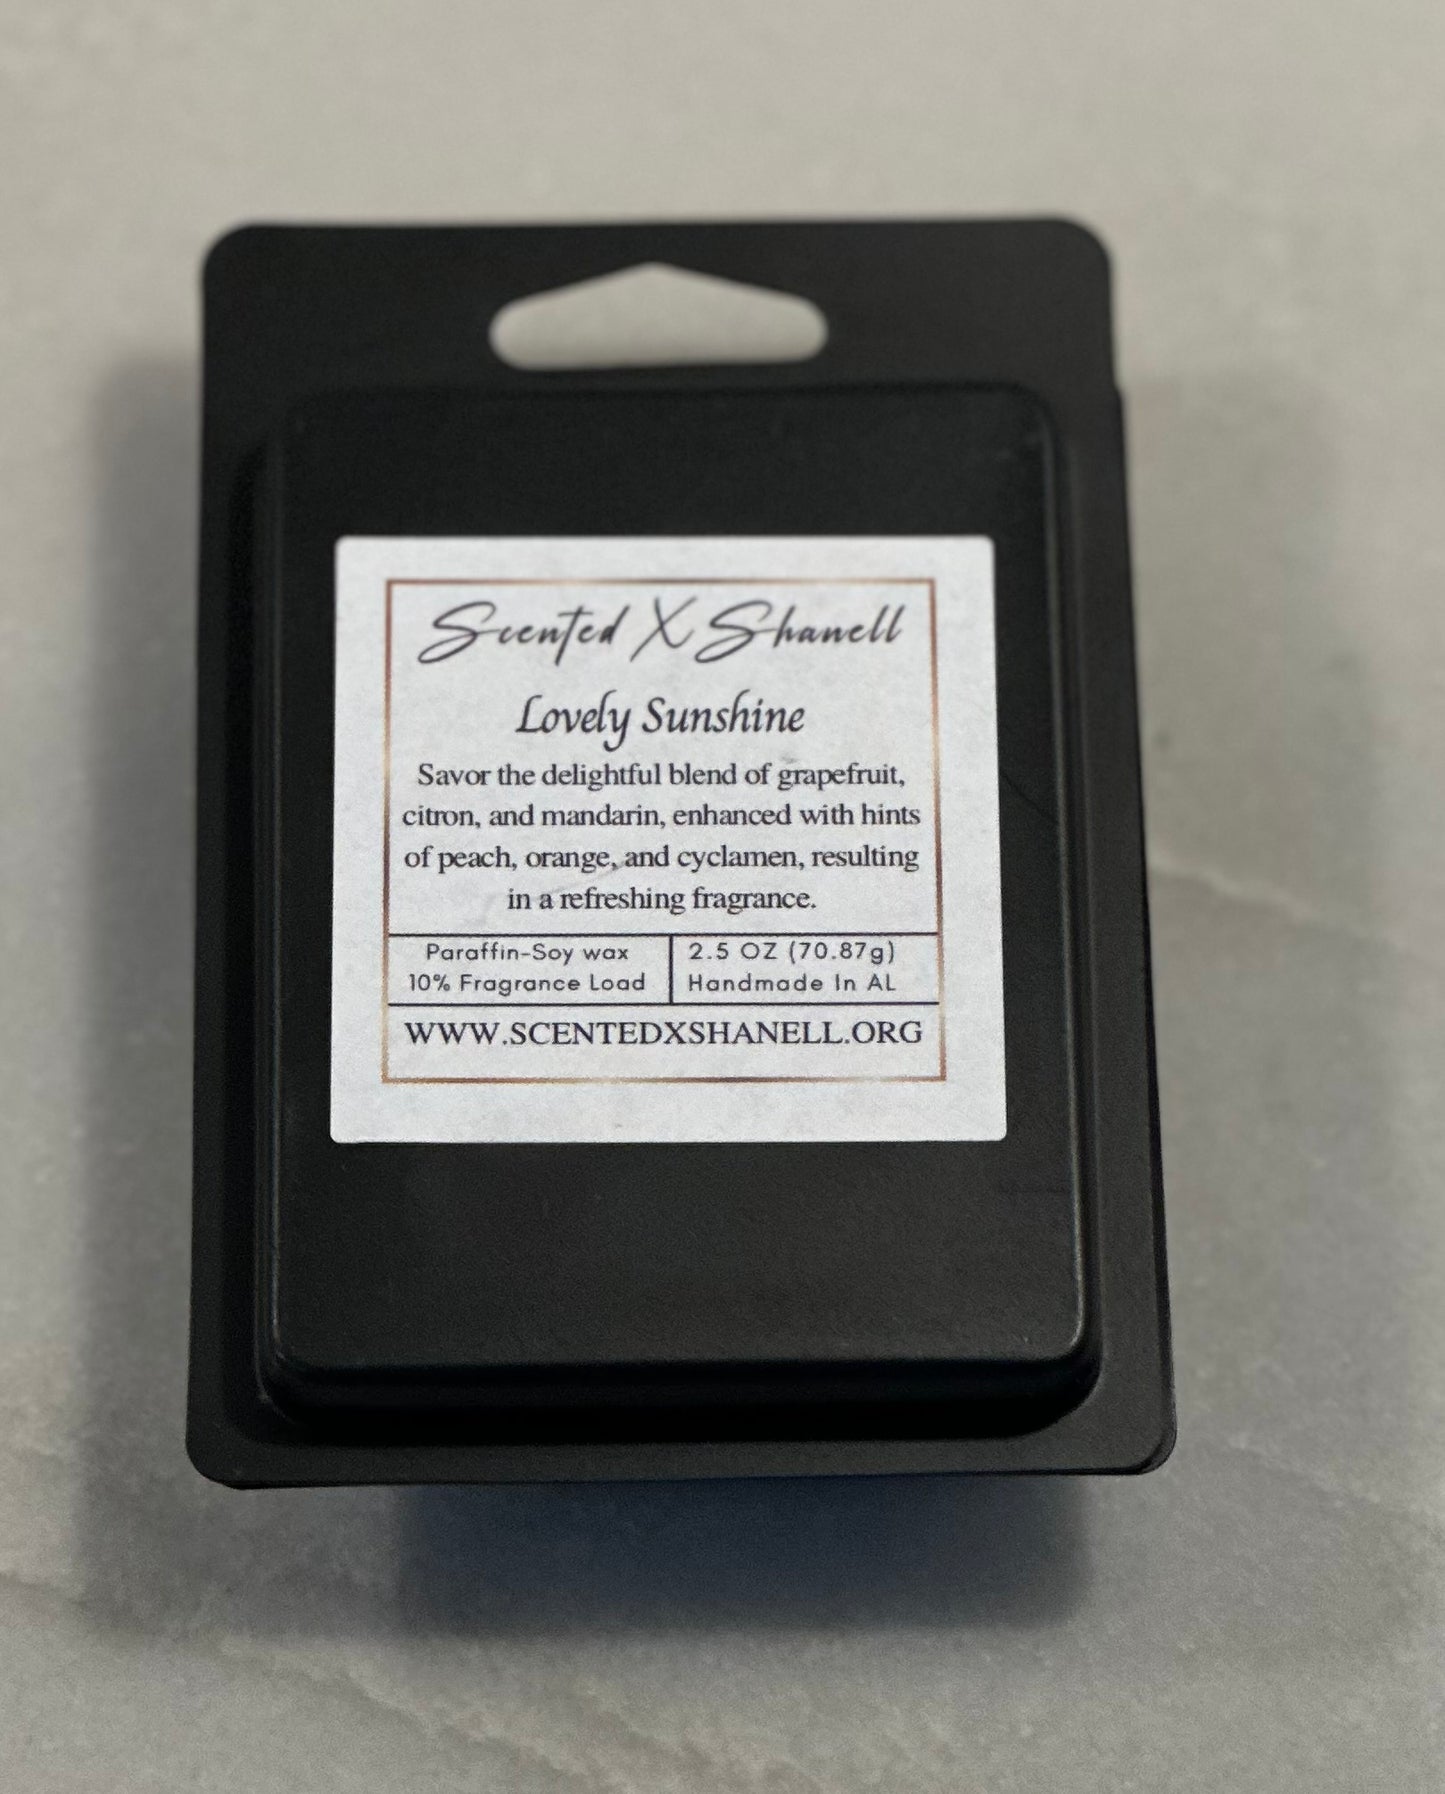 Scented X Shanell
Lovely Sunshine
Savor the delightful blend of grapefruit,
citron, and mandarin, enhanced with hints
of peach, orange, and cyclamen, resulting
in a refreshing fragrance.
Paraffin-Soy wax
10% Fragrance Load
2.5 OZ (70.87g)
Handmade In AL
WWW.SCENTEDXSHANELL.ORG